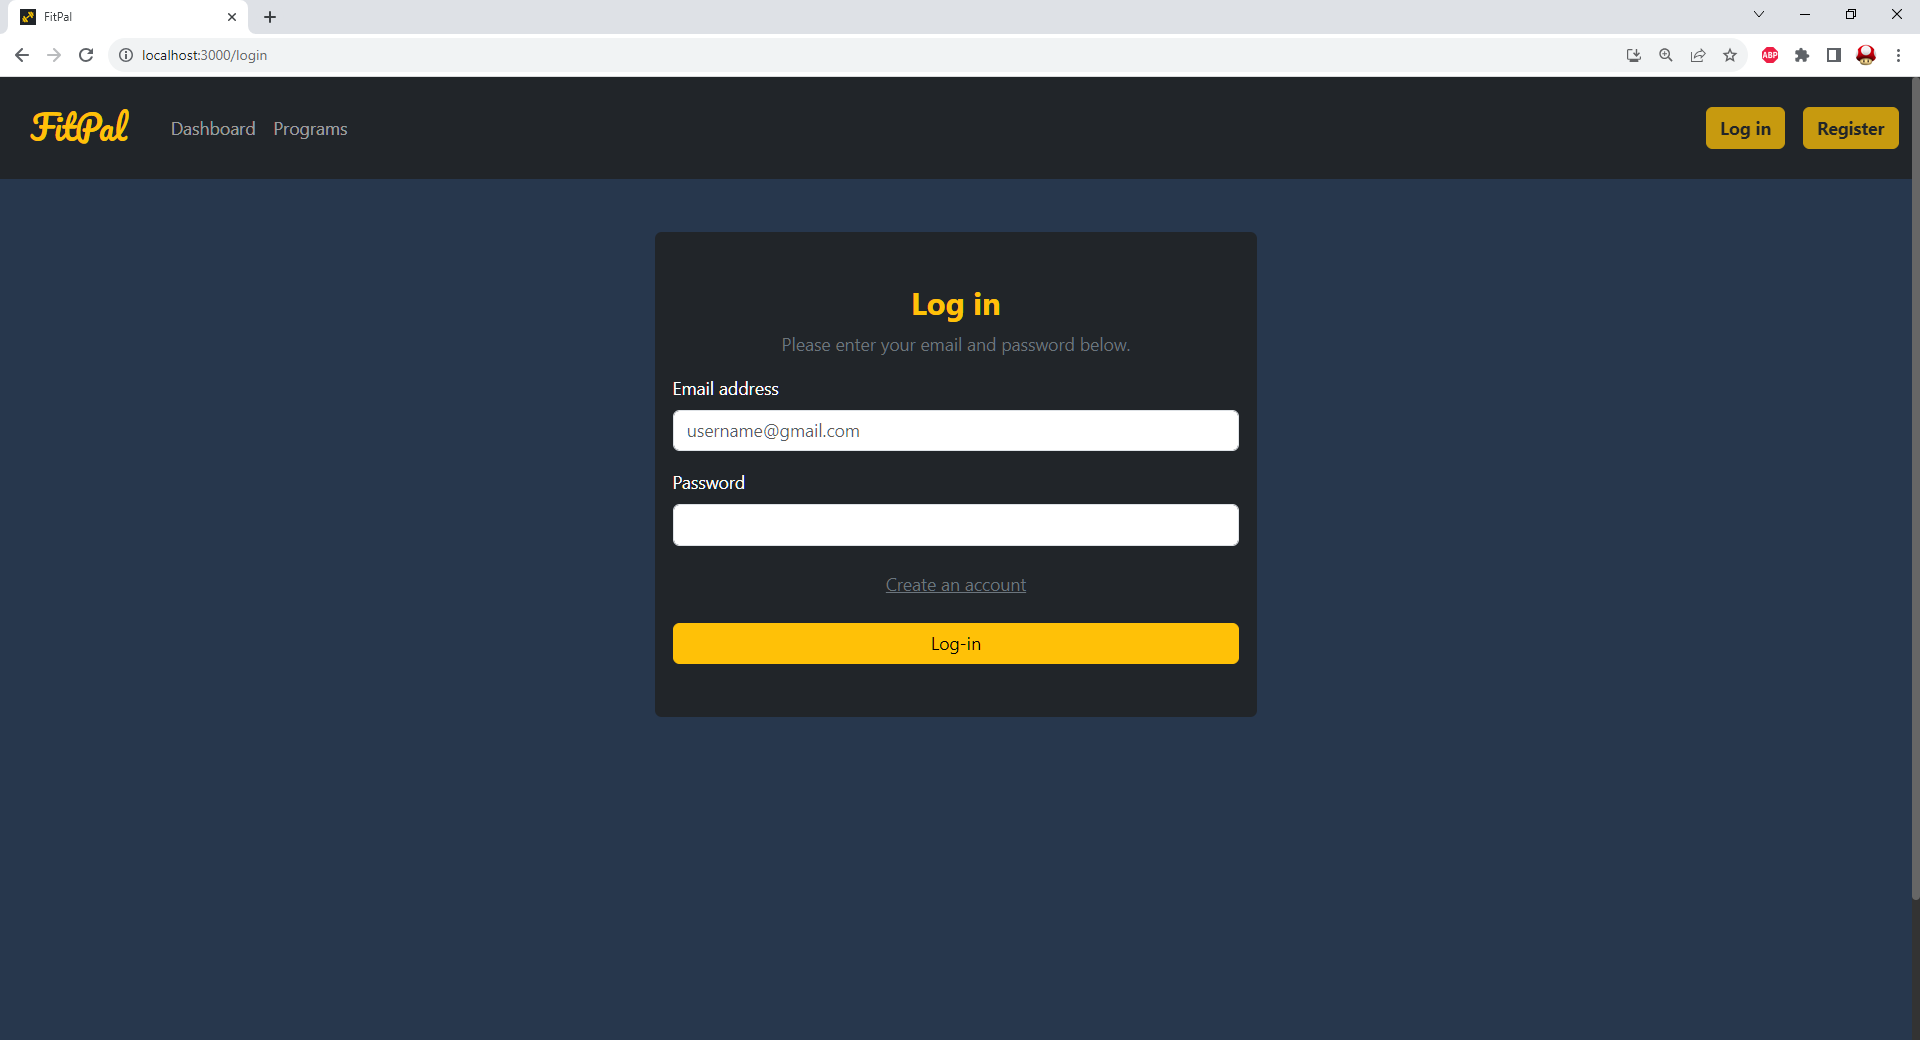 FitPal
localhost:3000/login
ABP
FitPal Dashboard Programs Log in Register
Log in
Please enter your email and password below.
Email address
username@gmail.com
Password
Create an account
Log-in